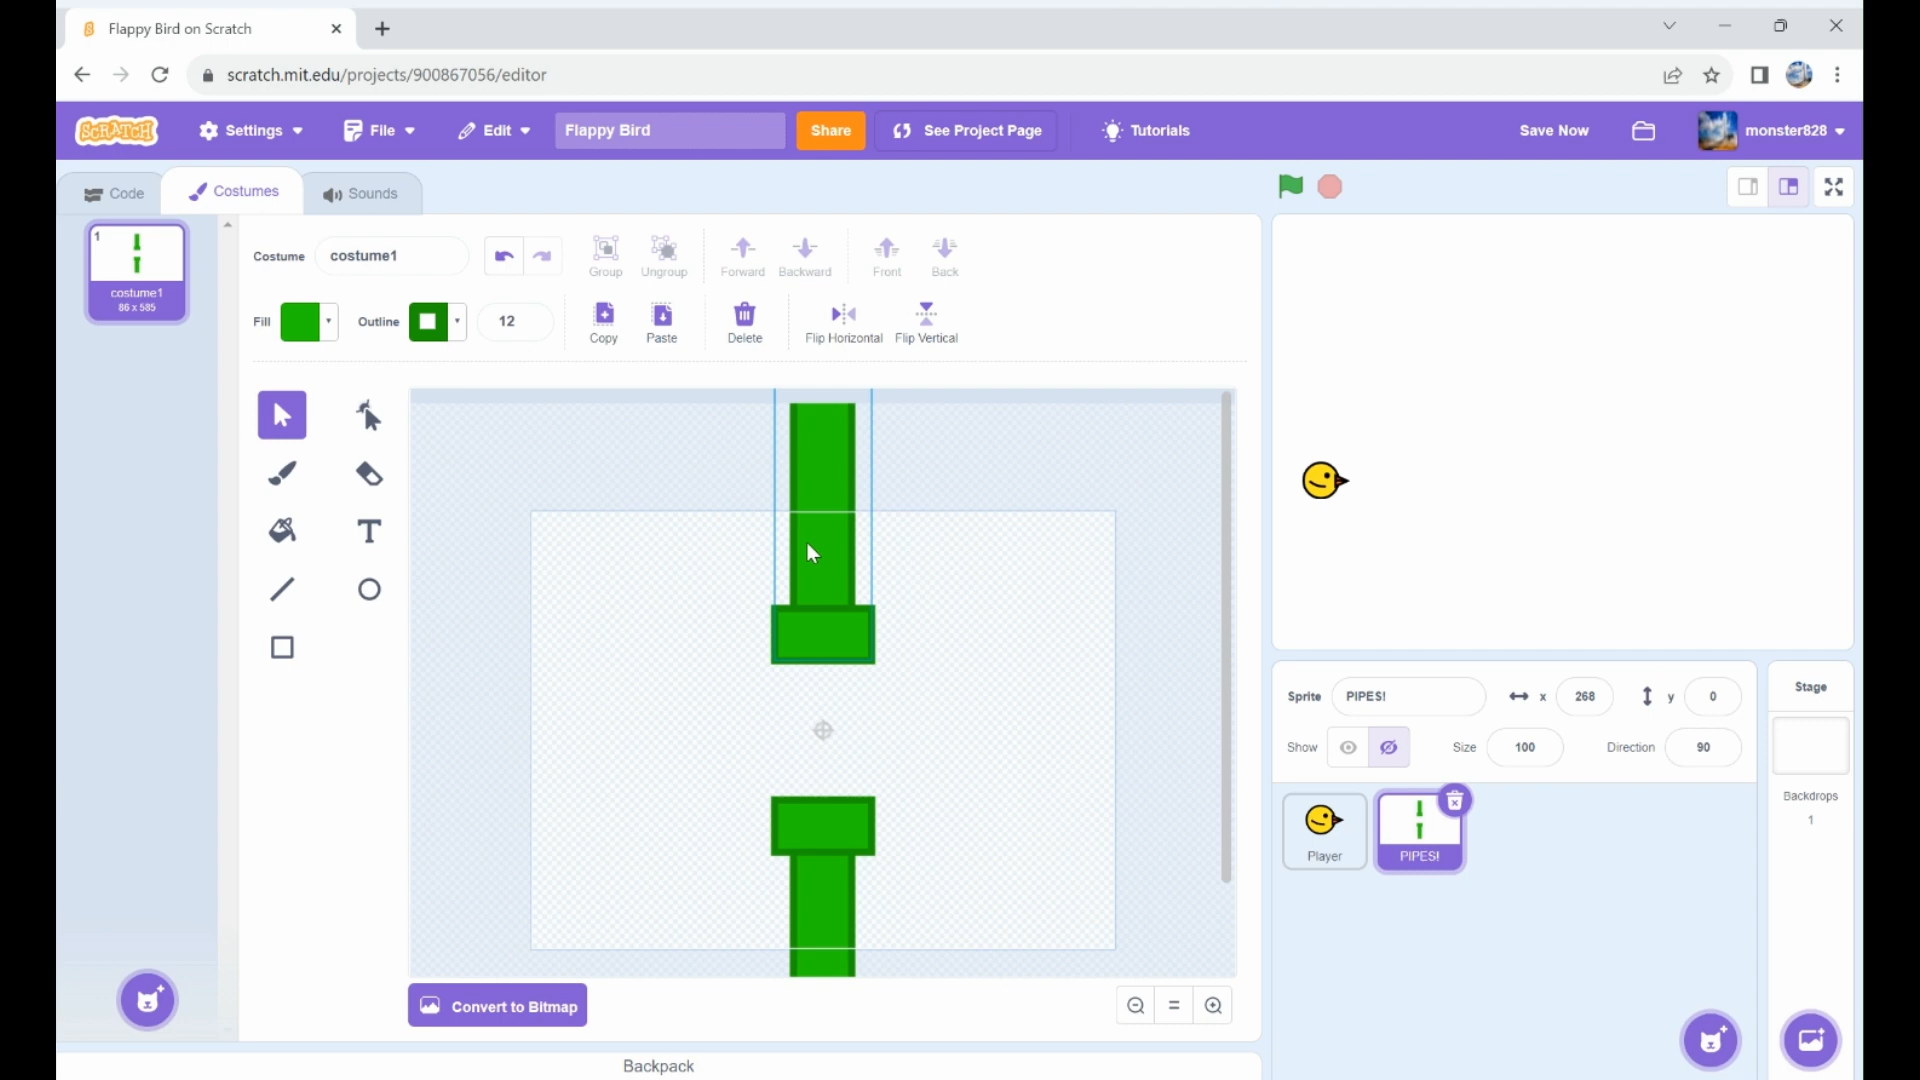 Flappy Bird on Scratch
scratch.mit.edu/projects/900867056/editor
SCRATCH
Settings
File
Edit
Flappy Bird
Share
See Project Page
Tutorials
Save Now
monster828
Code
Costumes
Sounds
1
costume1
86 x 585
Costume
costume1
Group
Ungroup
Forward
Backward
Front
Back
Fill
Outline
12
Copy
Paste
Delete
Flip Horizontal
Flip Vertical
T
Convert to Bitmap
Backpack
Sprite
PIPES!
x
268
y
0
Show
Size
100
Direction
90
Player
PIPES!
Stage
Backdrops
1